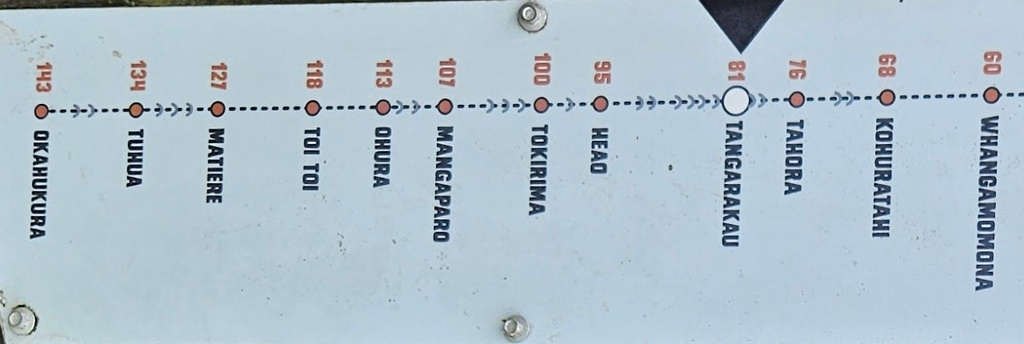 143 OKAHUKURA
134 TUHUA
127 MATIERE
118 TOI TOI
113 OHURA
107 MANGAPARO
100 TOKIRIMA
95 HEAO
81 TANGARAKAU
76 TAHORA
68 KOHURATAHI
60 WHANGAMOMONA